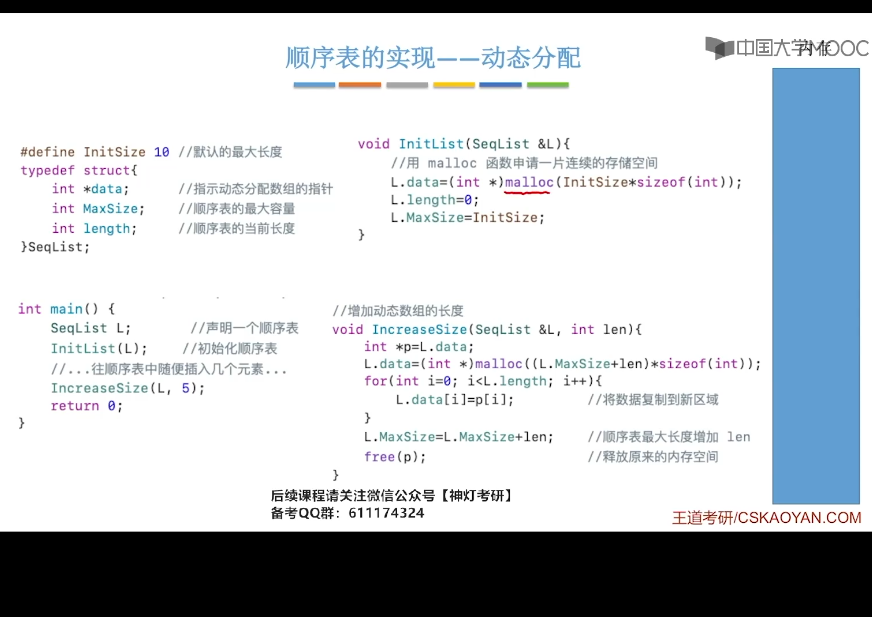 顺序表的实现——动态分配
中国大学MOOC
#define InitSize 10 //默认的最大长度
typedef struct{
int *data; //指示动态分配数组的指针
int MaxSize; //顺序表的最大容量
int length; //顺序表的当前长度
}SeqList;
void InitList(SeqList &L){
//用 malloc 函数申请一片连续的存储空间
L.data=(int *)malloc(InitSize*sizeof(int));
L.length=0;
L.MaxSize=InitSize;
}
int main() {
SeqList L; //声明一个顺序表
InitList(L); //初始化顺序表
//...往顺序表中随便插入几个元素...
IncreaseSize(L, 5);
return 0;
}
//增加动态数组的长度
void IncreaseSize(SeqList &L, int len){
int *p=L.data;
L.data=(int *)malloc((L.MaxSize+len)*sizeof(int));
for(int i=0; i<L.length; i++){
L.data[i]=p[i]; //将数据复制到新区域
}
L.MaxSize=L.MaxSize+len; //顺序表最大长度增加 len
free(p); //释放原来的内存空间
}
后续课程请关注微信公众号【神灯考研】
备考QQ群：611174324
王道考研/CSKAOYAN.COM